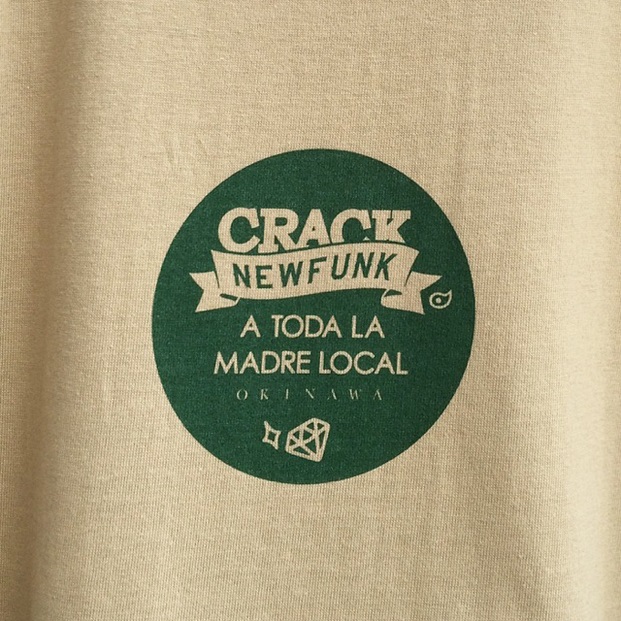 CRACK
NEWFUNK
A TODA LA
MADRE LOCAL
OKINAWA